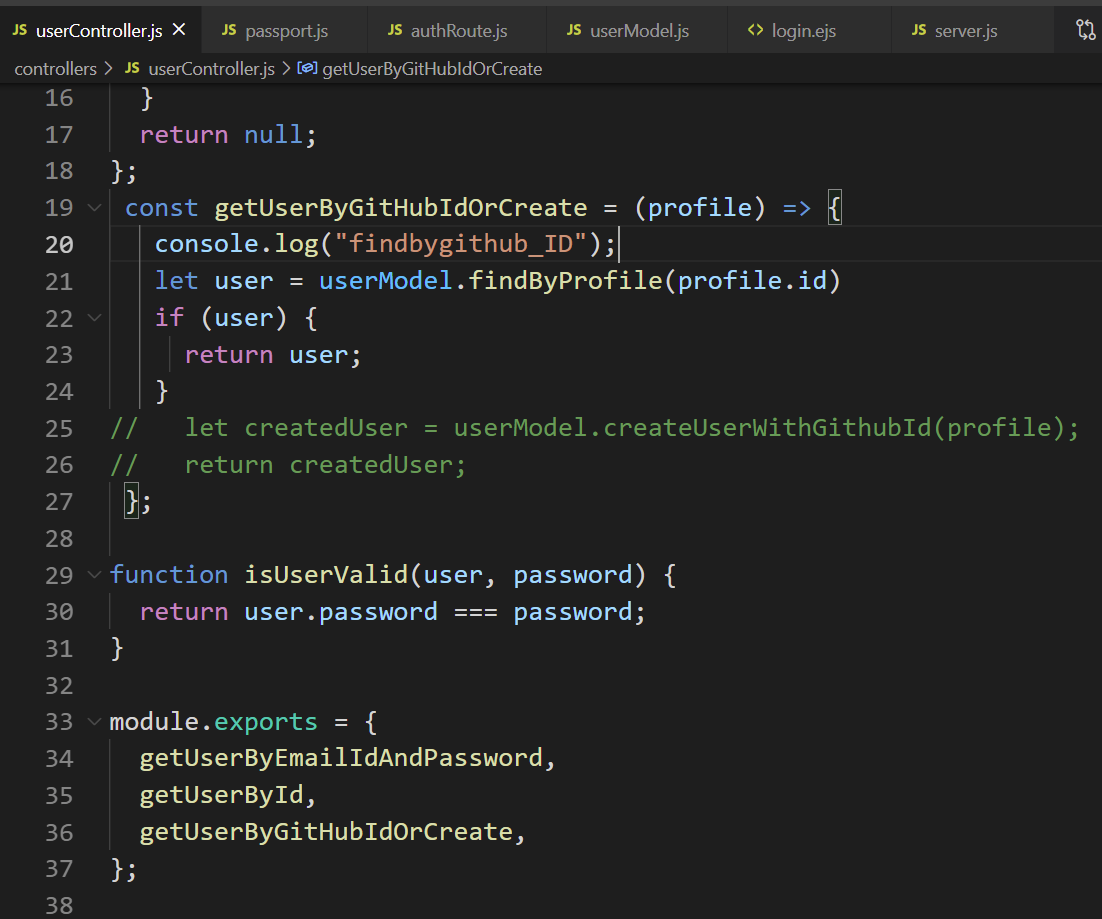 JS userController.js ✕ JS passport.js JS authRoute.js JS userModel.js <> login.ejs JS server.js
controllers > JS userController.js > getUserByGitHubIdOrCreate
16 }
17 return null;
18 };
19 const getUserByGitHubIdOrCreate = (profile) => {
20 console.log("findbygithub_ID");
21 let user = userModel.findByProfile(profile.id)
22 if (user) {
23 return user;
24 }
25 // let createdUser = userModel.createUserWithGithubId(profile);
26 // return createdUser;
27 };
28
29 function isUserValid(user, password) {
30 return user.password === password;
31 }
32
33 module.exports = {
34 getUserByEmailIdAndPassword,
35 getUserById,
36 getUserByGitHubIdOrCreate,
37 };
38